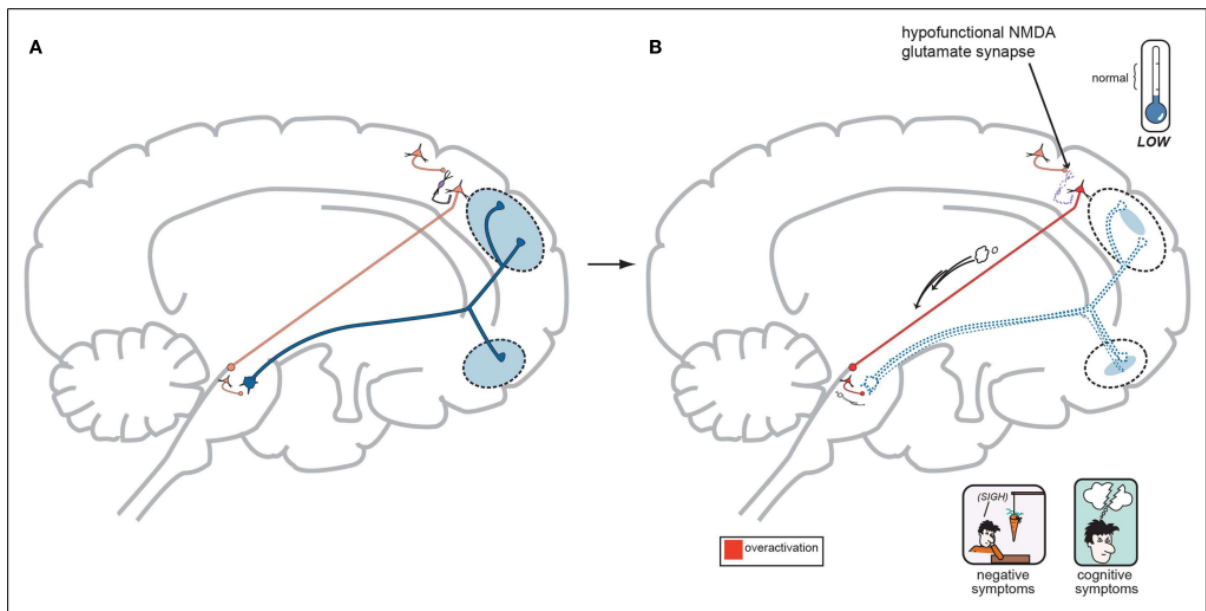 A
B
hypofunctional NMDA
glutamate synapse
normal
LOW
overactivation
(SIGH)
negative
symptoms
cognitive
symptoms